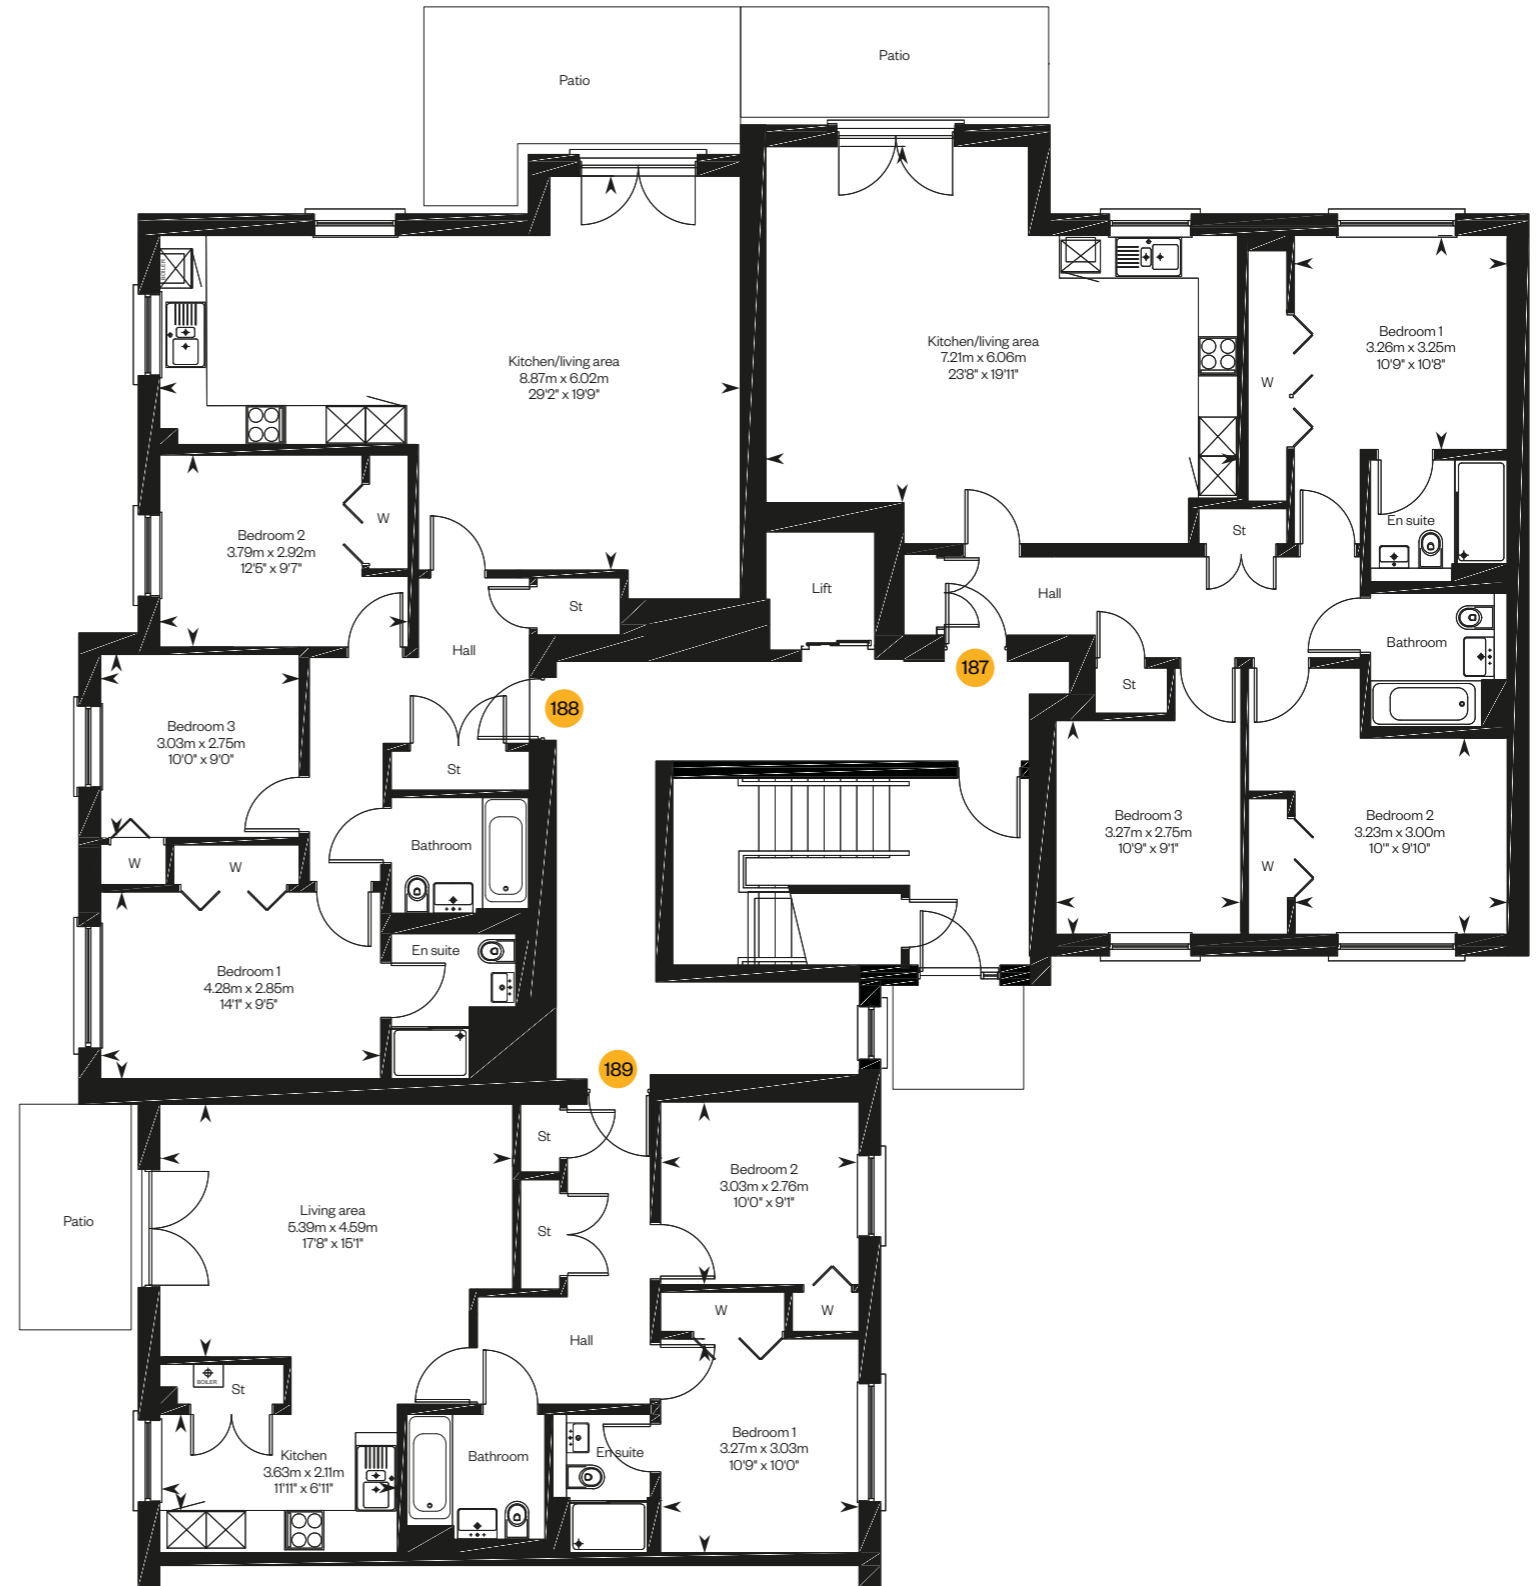 Patio
Patio
BOILER
Kitchen/living area
8.87m x 6.02m
29'2" x 19'9"
Kitchen/living area
7.21m x 6.06m
23'8" x 19'11"
Bedroom 1
3.26m x 3.25m
10'9" x 10'8"
W
En suite
St
Bedroom 2
3.79m x 2.92m
12'5" x 9'7"
W
St
Lift
Hall
Hall
Bathroom
187
St
188
Bedroom 3
3.03m x 2.75m
10'0" x 9'0"
St
Bathroom
W
W
Bedroom 3
3.27m x 2.75m
10'9" x 9'1"
Bedroom 2
3.23m x 3.00m
10'" x 9'10"
W
En suite
Bedroom 1
4.28m x 2.85m
14'1" x 9'5"
189
St
Bedroom 2
3.03m x 2.76m
10'0" x 9'1"
Living area
5.39m x 4.59m
17'8" x 15'1"
Patio
St
W
W
Hall
BOILER
St
Kitchen
3.63m x 2.11m
11'11" x 6'11"
Bathroom
En suite
Bedroom 1
3.27m x 3.03m
10'9" x 10'0"